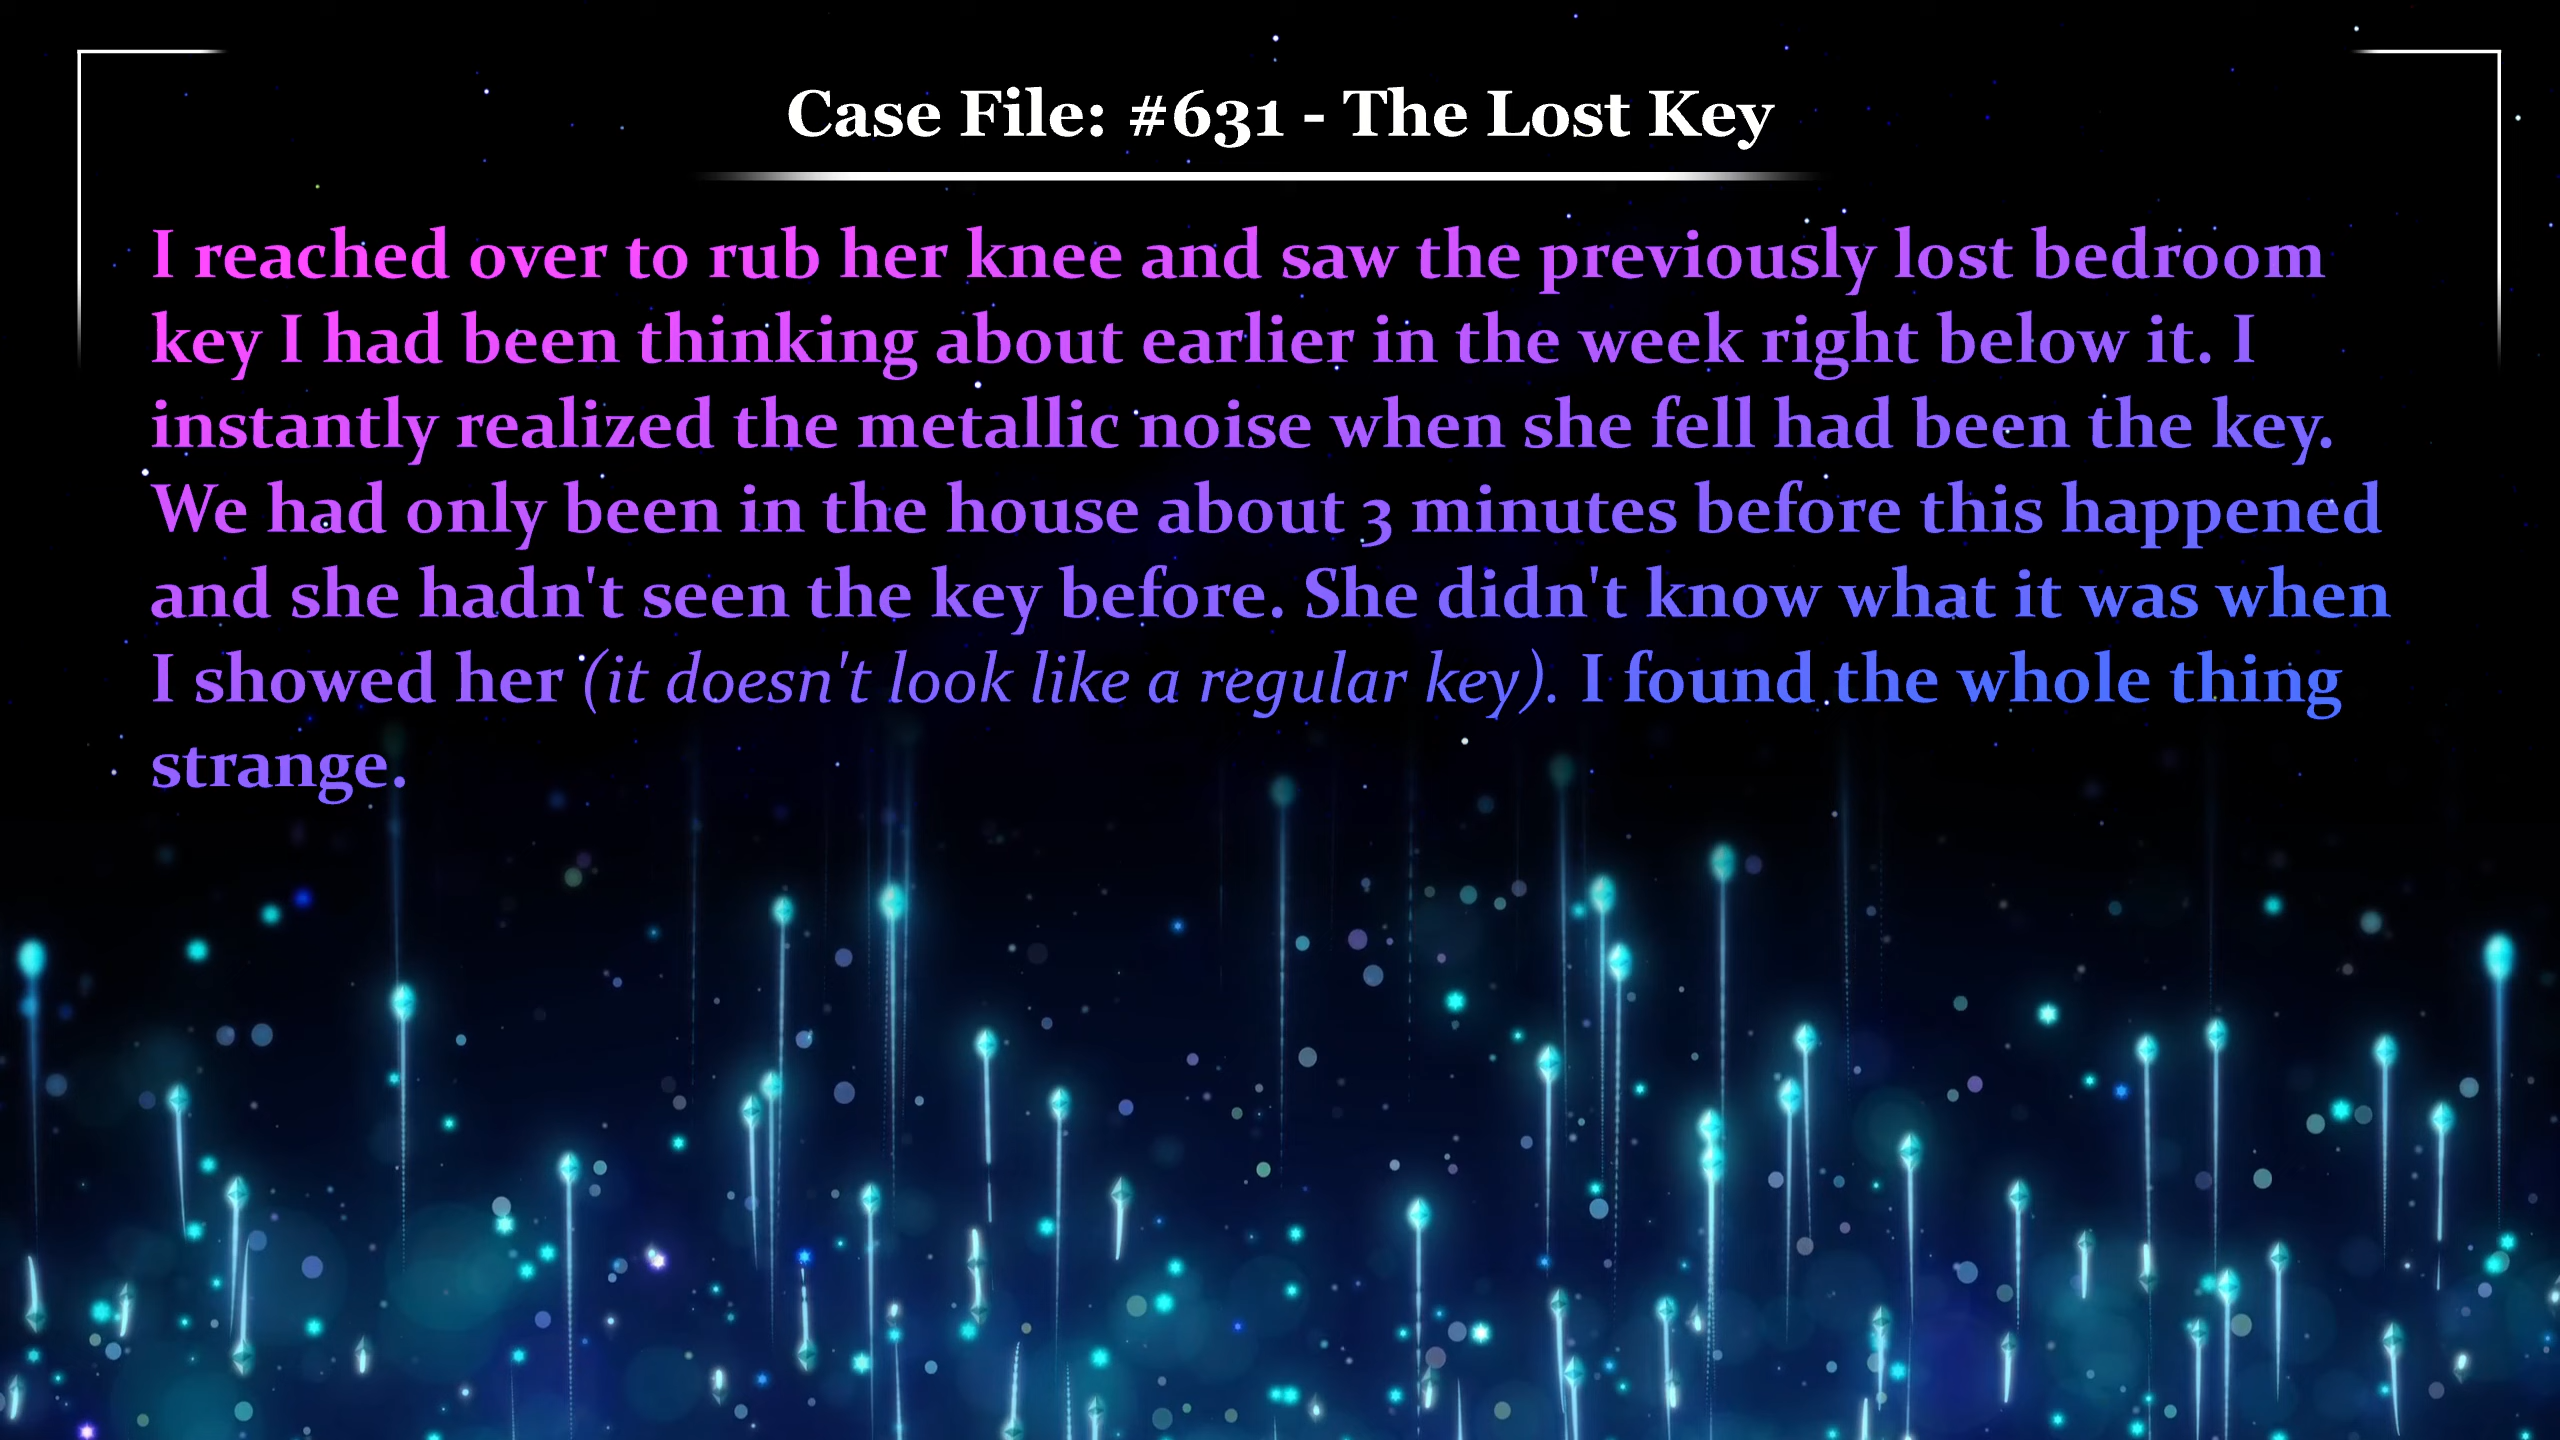 Case File: #631 - The Lost Key
I reached over to rub her knee and saw the previously lost bedroom
key I had been thinking about earlier in the week right below it. I
instantly realized the metallic noise when she fell had been the key.
We had only been in the house about 3 minutes before this happened
and she hadn't seen the key before. She didn't know what it was when
I showed her (it doesn't look like a regular key). I found the whole thing
strange.